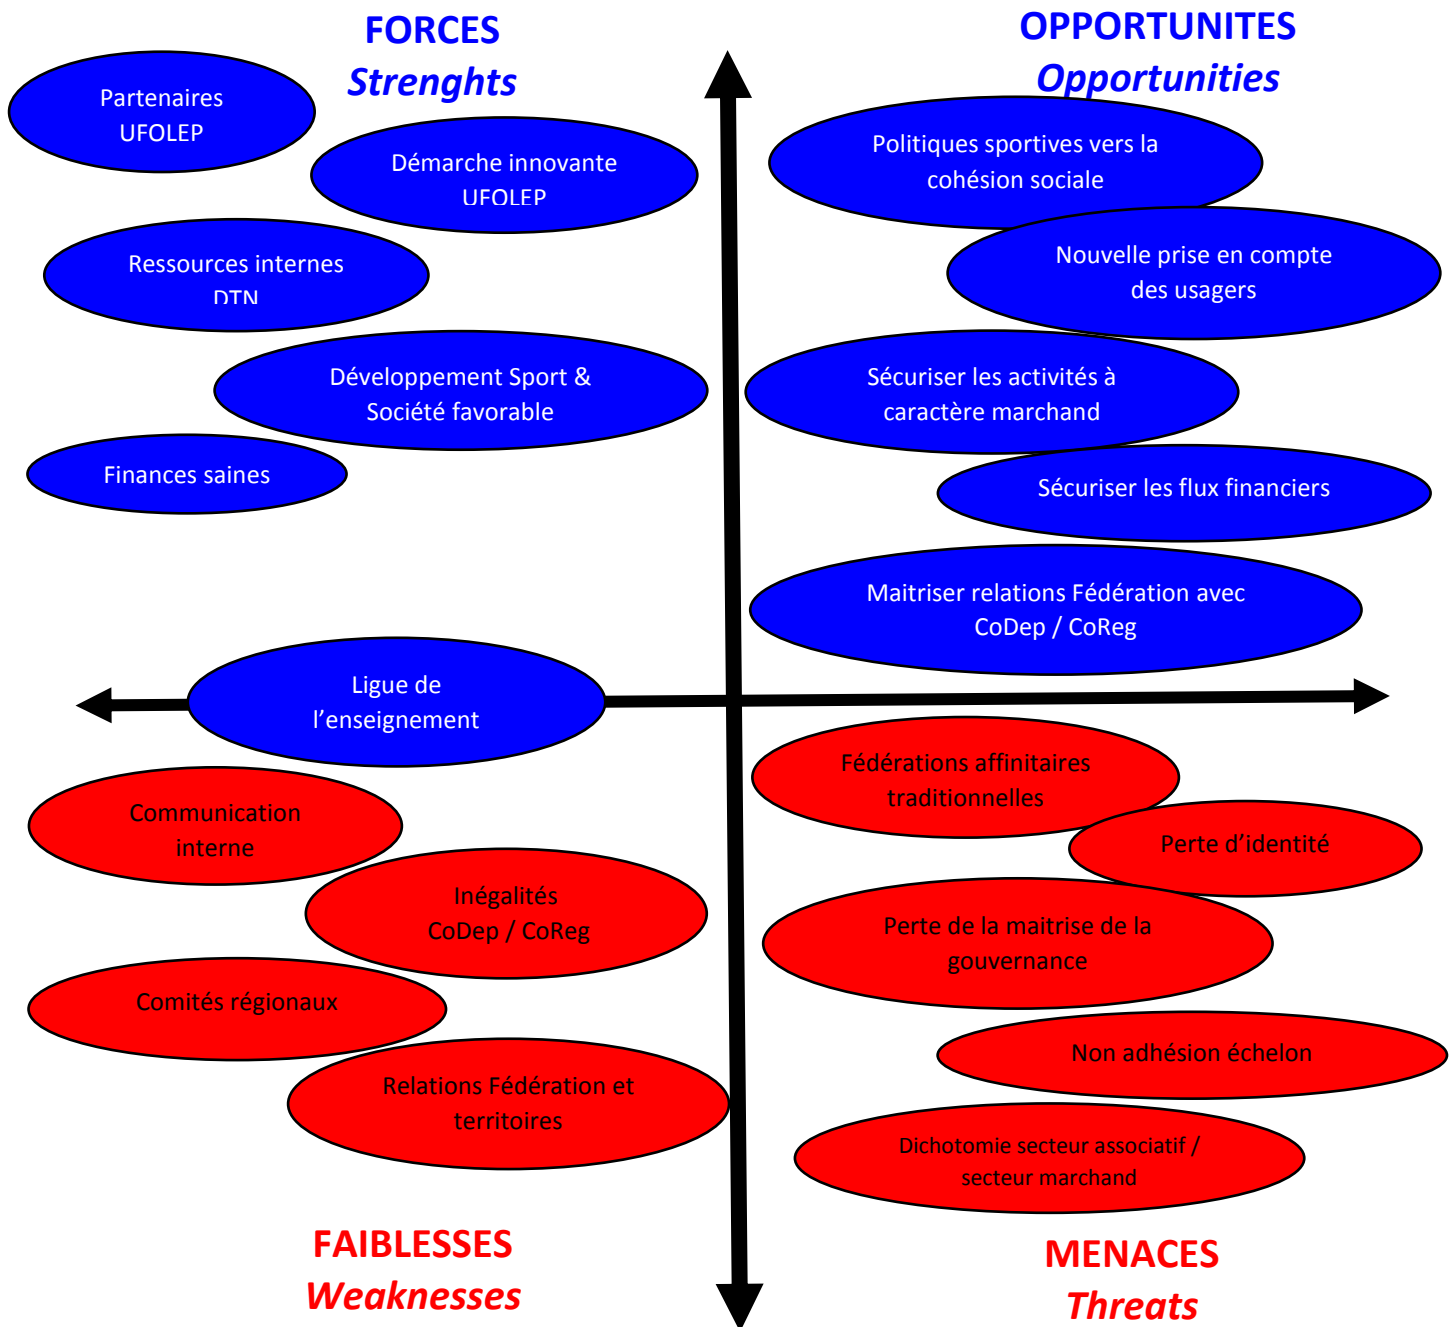 FORCES
Strenghts
Partenaires
UFOLEP
Démarche innovante
UFOLEP
Ressources internes
DTN
Développement Sport &
Société favorable
Finances saines
Ligue de
l’enseignement
OPPORTUNITES
Opportunities
Politiques sportives vers la
cohésion sociale
Nouvelle prise en compte
des usagers
Sécuriser les activités à
caractère marchand
Sécuriser les flux financiers
Maitriser relations Fédération avec
CoDep / CoReg
Communication
interne
Inégalités
CoDep / CoReg
Comités régionaux
Relations Fédération et
territoires
FAIBLESSES
Weaknesses
Fédérations affinitaires
traditionnelles
Perte d’identité
Perte de la maitrise de la
gouvernance
Non adhésion échelon
Dichotomie secteur associatif /
secteur marchand
MENACES
Threats